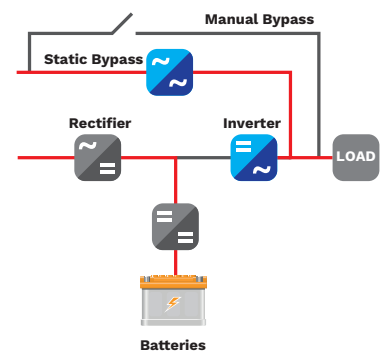 Manual Bypass
Static Bypass
Rectifier
Inverter
LOAD
Batteries